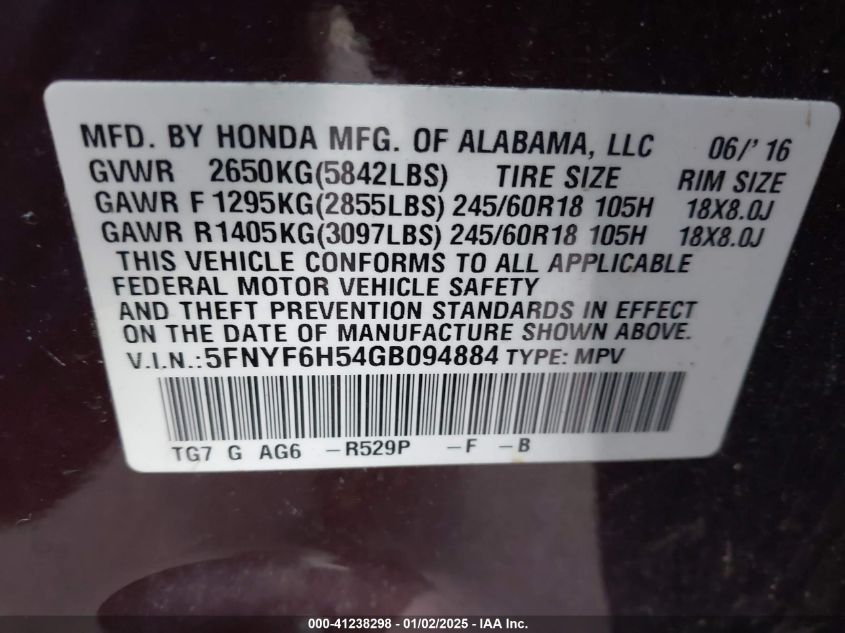 MFD. BY HONDA MFG. OF ALABAMA, LLC 06/' 16
GVWR 2650KG(5842LBS) TIRE SIZE RIM SIZE
GAWR F 1295KG(2855LBS) 245/60R18 105H 18X8.0J
GAWR R1405KG(3097LBS) 245/60R18 105H 18X8.0J
THIS VEHICLE CONFORMS TO ALL APPLICABLE
FEDERAL MOTOR VEHICLE SAFETY
AND THEFT PREVENTION STANDARDS IN EFFECT
ON THE DATE OF MANUFACTURE SHOWN ABOVE.
V.I.N.: 5FNYF6H54GB094884 TYPE: MPV
TG7 G AG6 -R529P -F -B
000-41238298 - 01/02/2025 - IAA Inc.